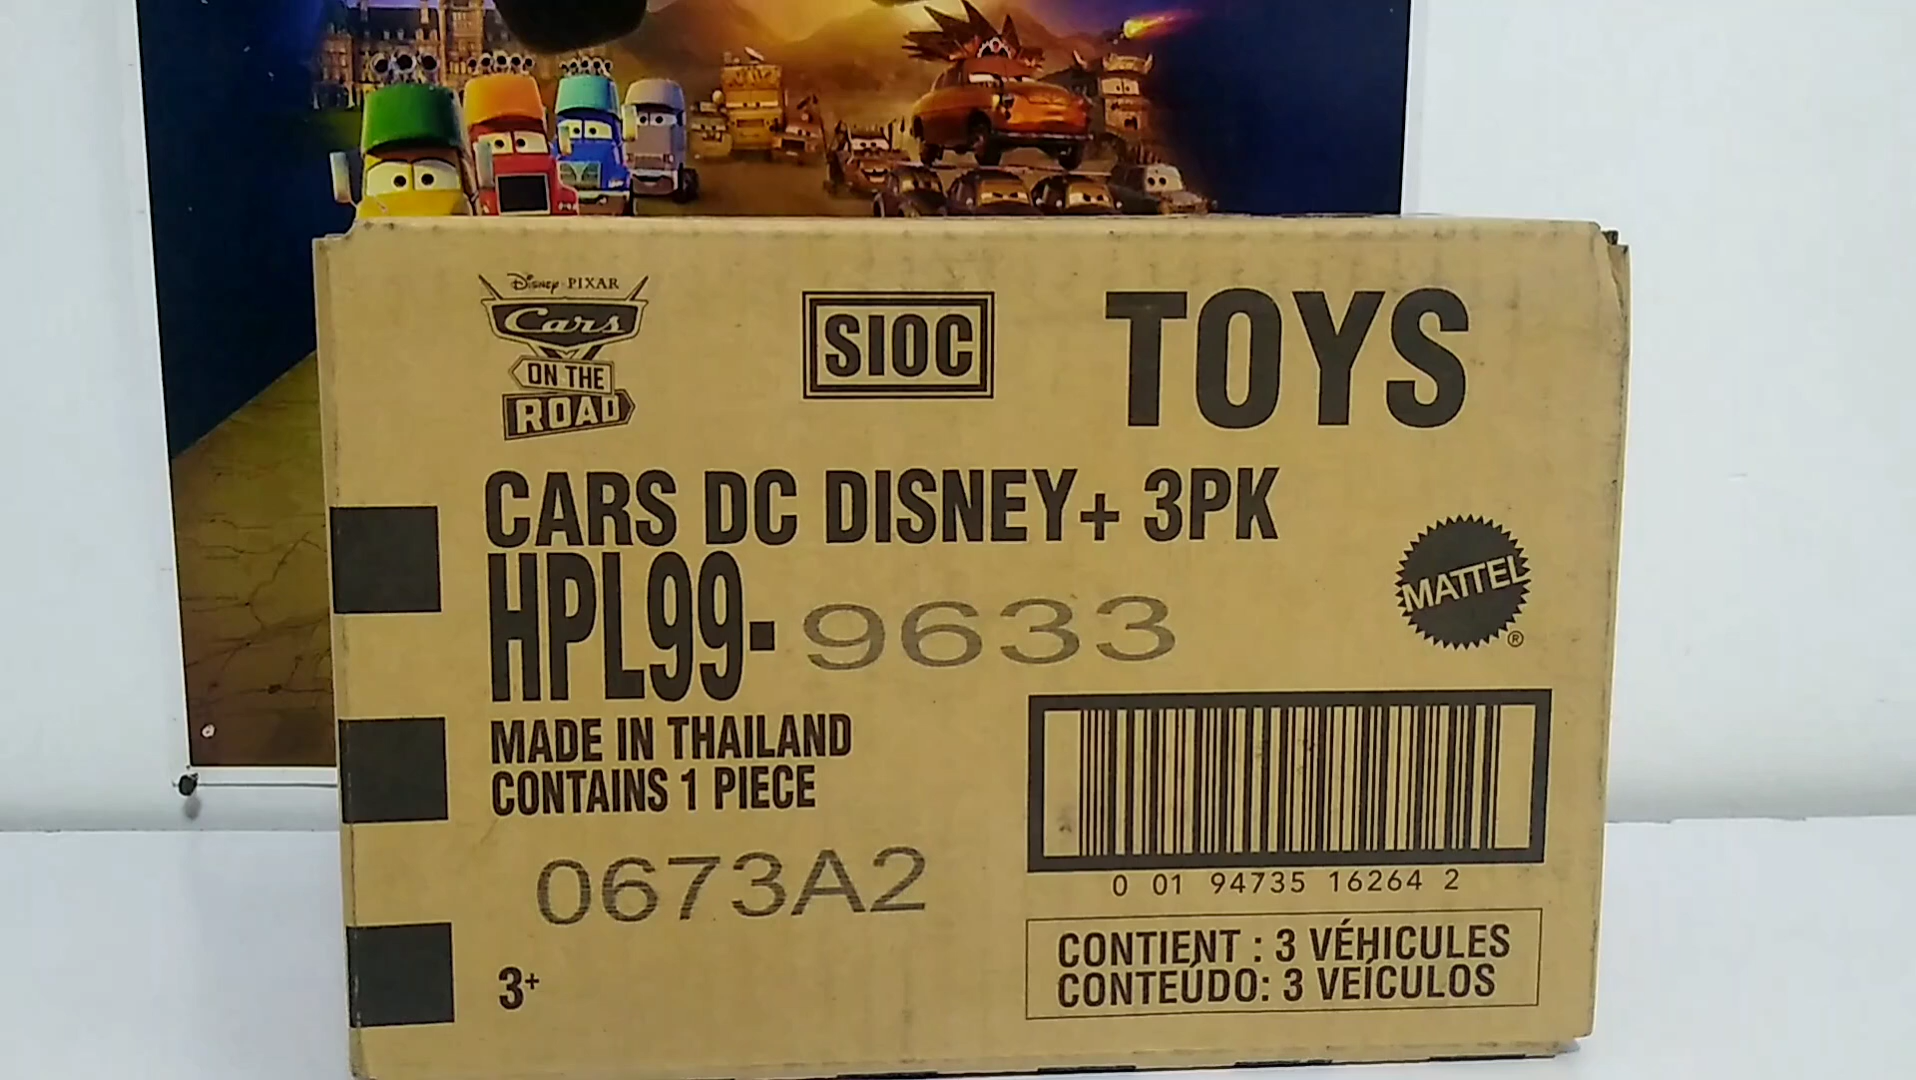 Disney PIXAR
Cars
ON THE
ROAD
SIOC
TOYS
CARS DC DISNEY+ 3PK
HPL99-9633
MATTEL
®
MADE IN THAILAND
CONTAINS 1 PIECE
0 01 94735 16264 2
0673A2
3+
CONTIENT : 3 VÉHICULES
CONTEÚDO: 3 VEÍCULOS